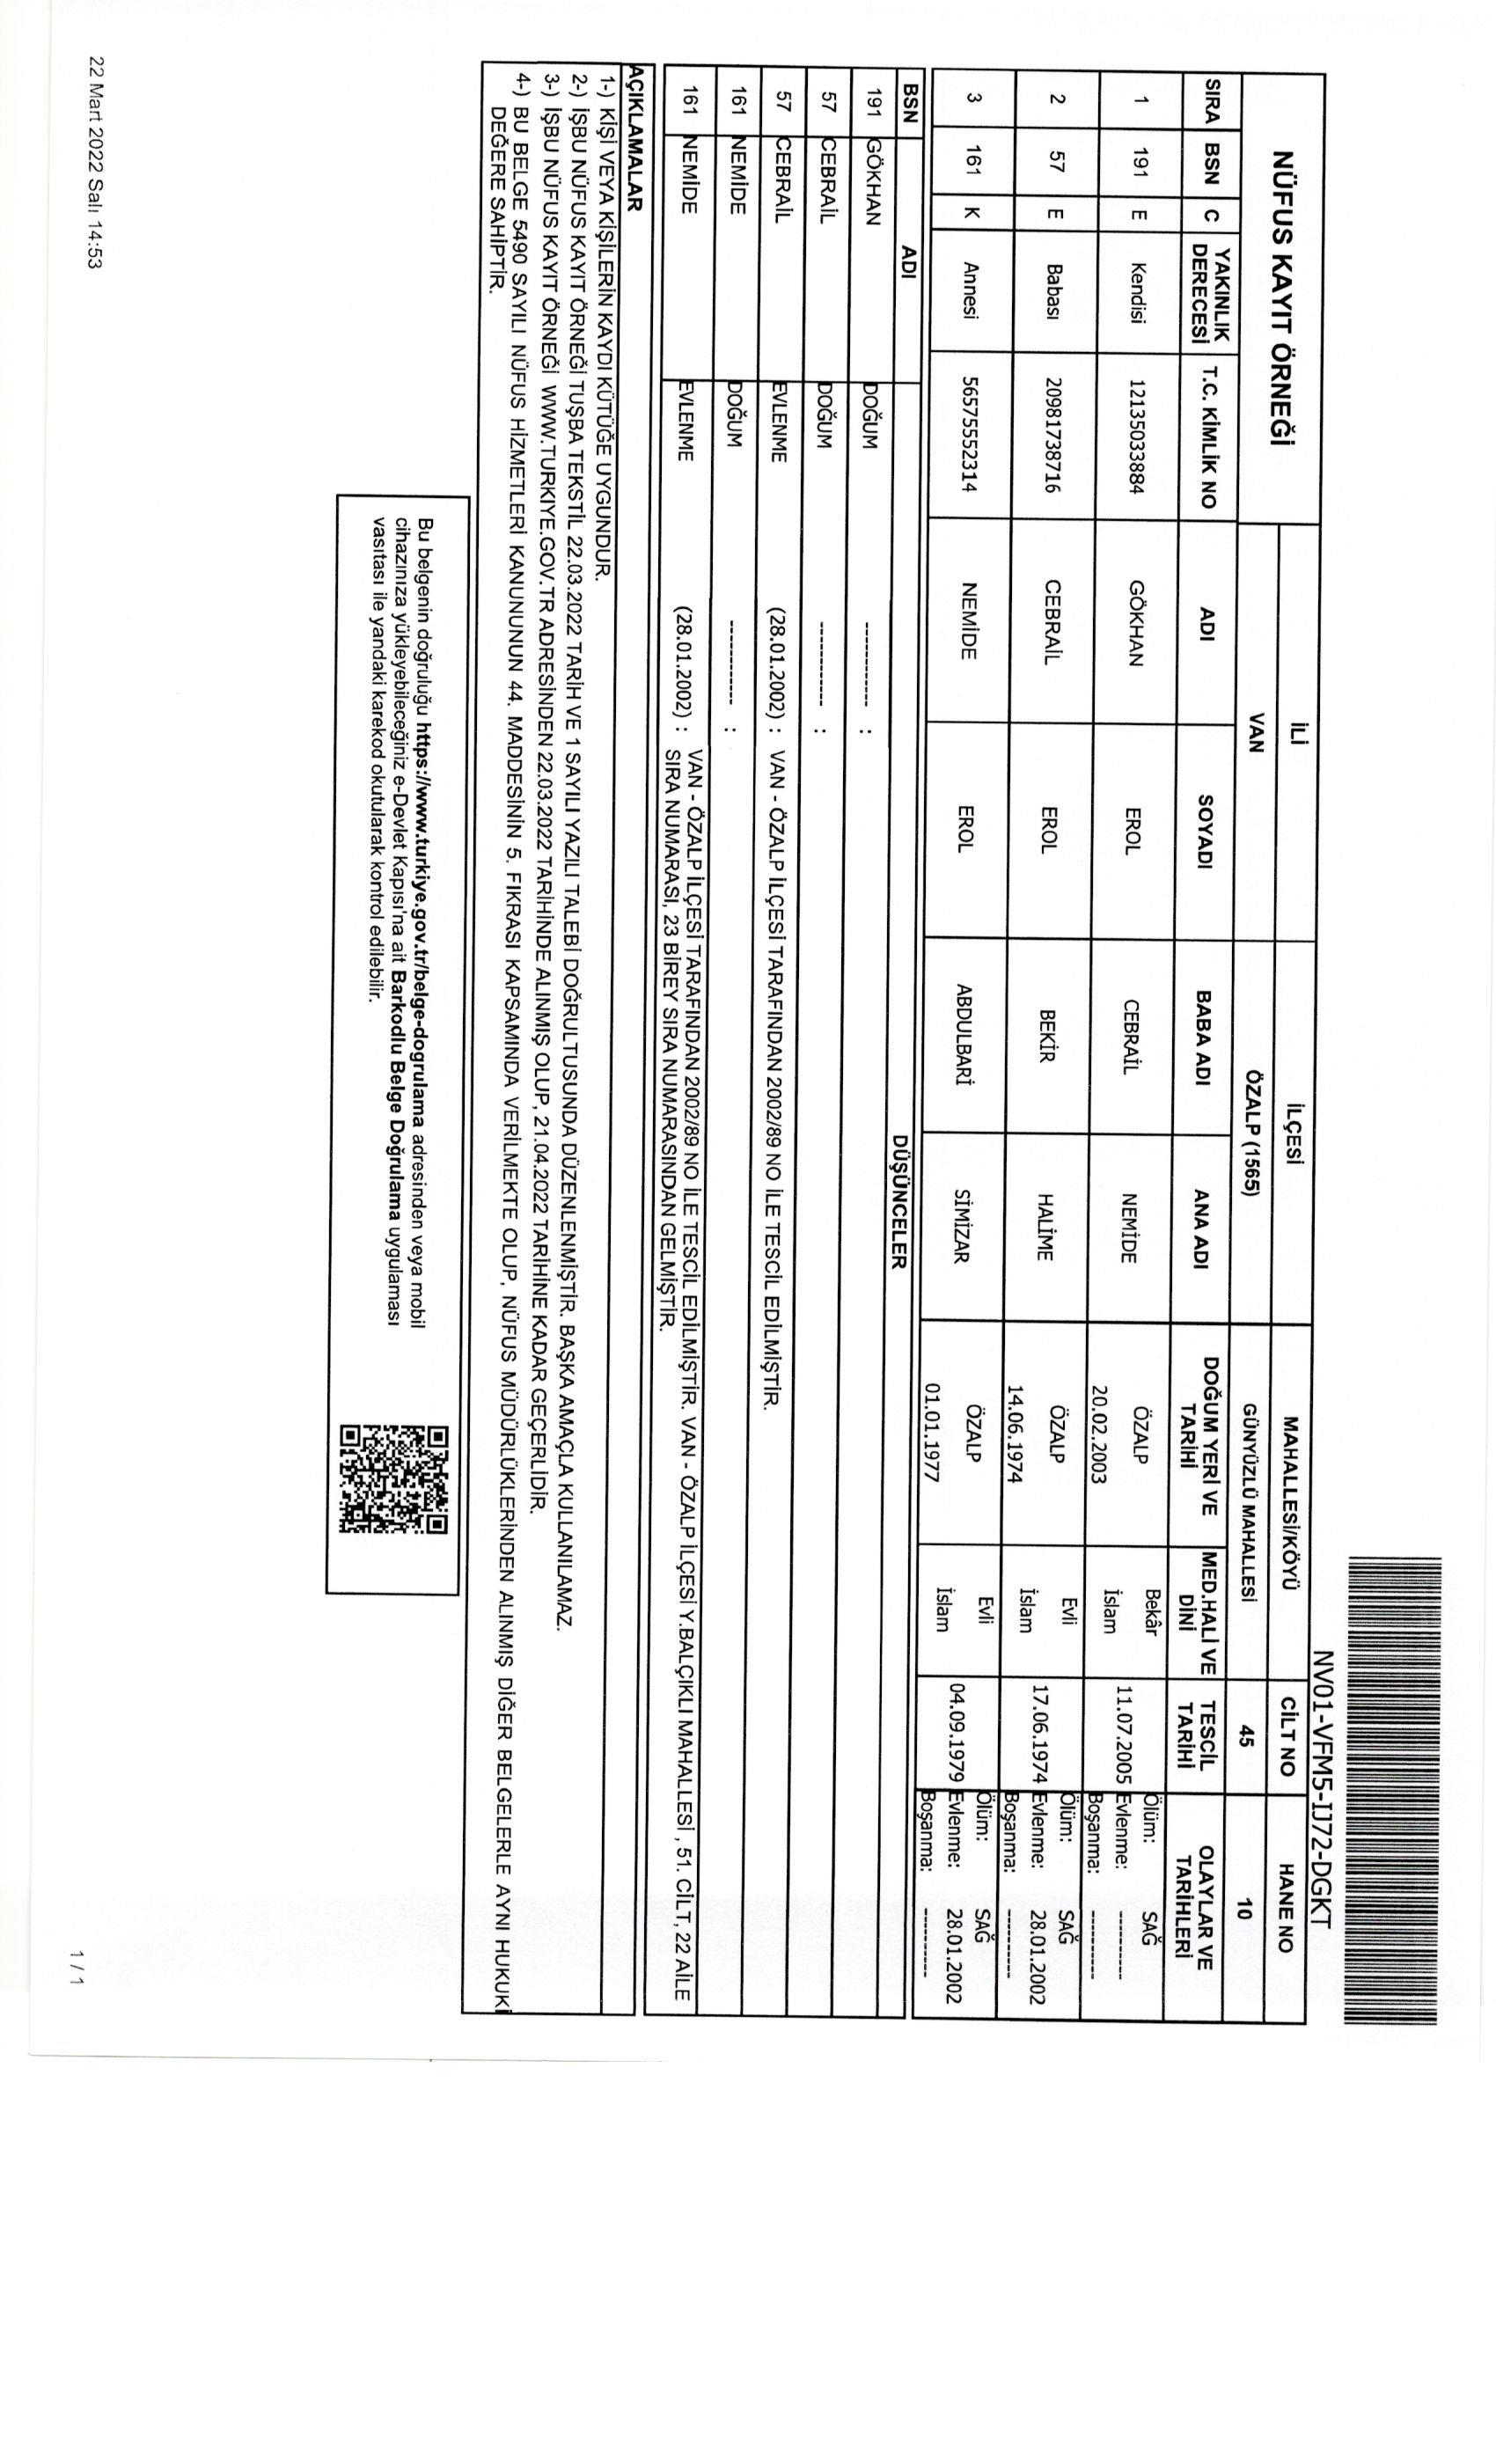 NV01-VFM5-IJ72-DGKT
NÜFUS KAYIT ÖRNEĞİ
İLİ İLÇESİ MAHALLESİ/KÖYÜ CİLT NO HANE NO
VAN ÖZALP (1565) GÜNYÜZLÜ MAHALLESİ 45 10
SIRA BSN C YAKINLIK DERECESİ T.C. KİMLİK NO ADI SOYADI BABA ADI ANA ADI DOĞUM YERİ VE TARİHİ MED.HALİ VE DİNİ TESCİL TARİHİ OLAYLAR VE TARİHLERİ
1 191 E Kendisi 12135033884 GÖKHAN EROL CEBRAİL NEMİDE ÖZALP 20.02.2003 Bekâr İslam 11.07.2005 Ölüm: SAĞ Evlenme: ---------- Boşanma: ----------
2 57 E Babası 20981738716 CEBRAİL EROL BEKİR HALİME ÖZALP 14.06.1974 Evli İslam 17.06.1974 Ölüm: SAĞ Evlenme: 28.01.2002 Boşanma: ----------
3 161 K Annesi 56575552314 NEMİDE EROL ABDULBARİ SİMİZAR ÖZALP 01.01.1977 Evli İslam 04.09.1979 Ölüm: SAĞ Evlenme: 28.01.2002 Boşanma: ----------
BSN ADI DÜŞÜNCELER
191 GÖKHAN DOĞUM ---------- :
57 CEBRAİL DOĞUM ---------- :
57 CEBRAİL EVLENME (28.01.2002) : VAN - ÖZALP İLÇESİ TARAFINDAN 2002/89 NO İLE TESCİL EDİLMİŞTİR.
161 NEMİDE DOĞUM ---------- :
161 NEMİDE EVLENME (28.01.2002) : VAN - ÖZALP İLÇESİ TARAFINDAN 2002/89 NO İLE TESCİL EDİLMİŞTİR. VAN - ÖZALP İLÇESİ Y.BALÇIKLI MAHALLESİ , 51. CİLT, 22 AİLE
SIRA NUMARASI, 23 BİREY SIRA NUMARASINDAN GELMİŞTİR.
AÇIKLAMALAR
1-) KİŞİ VEYA KİŞİLERİN KAYDI KÜTÜĞE UYGUNDUR.
2-) İŞBU NÜFUS KAYIT ÖRNEĞİ TUŞBA TEKSTİL 22.03.2022 TARİH VE 1 SAYILI YAZILI TALEBİ DOĞRULTUSUNDA DÜZENLENMİŞTİR. BAŞKA AMAÇLA KULLANILAMAZ.
3-) İŞBU NÜFUS KAYIT ÖRNEĞİ WWW.TURKIYE.GOV.TR ADRESİNDEN 22.03.2022 TARİHİNDE ALINMIŞ OLUP, 21.04.2022 TARİHİNE KADAR GEÇERLİDİR.
4-) BU BELGE 5490 SAYILI NÜFUS HİZMETLERİ KANUNUNUN 44. MADDESİNİN 5. FIKRASI KAPSAMINDA VERİLMEKTE OLUP, NÜFUS MÜDÜRLÜKLERİNDEN ALINMIŞ DİĞER BELGELERLE AYNI HUKUKİ
DEĞERE SAHİPTİR.
Bu belgenin doğruluğu https://www.turkiye.gov.tr/belge-dogrulama adresinden veya mobil
cihazınıza yükleyebileceğiniz e-Devlet Kapısı'na ait Barkodlu Belge Doğrulama uygulaması
vasıtası ile yandaki karekod okutularak kontrol edilebilir.
22 Mart 2022 Salı 14:53
1 / 1